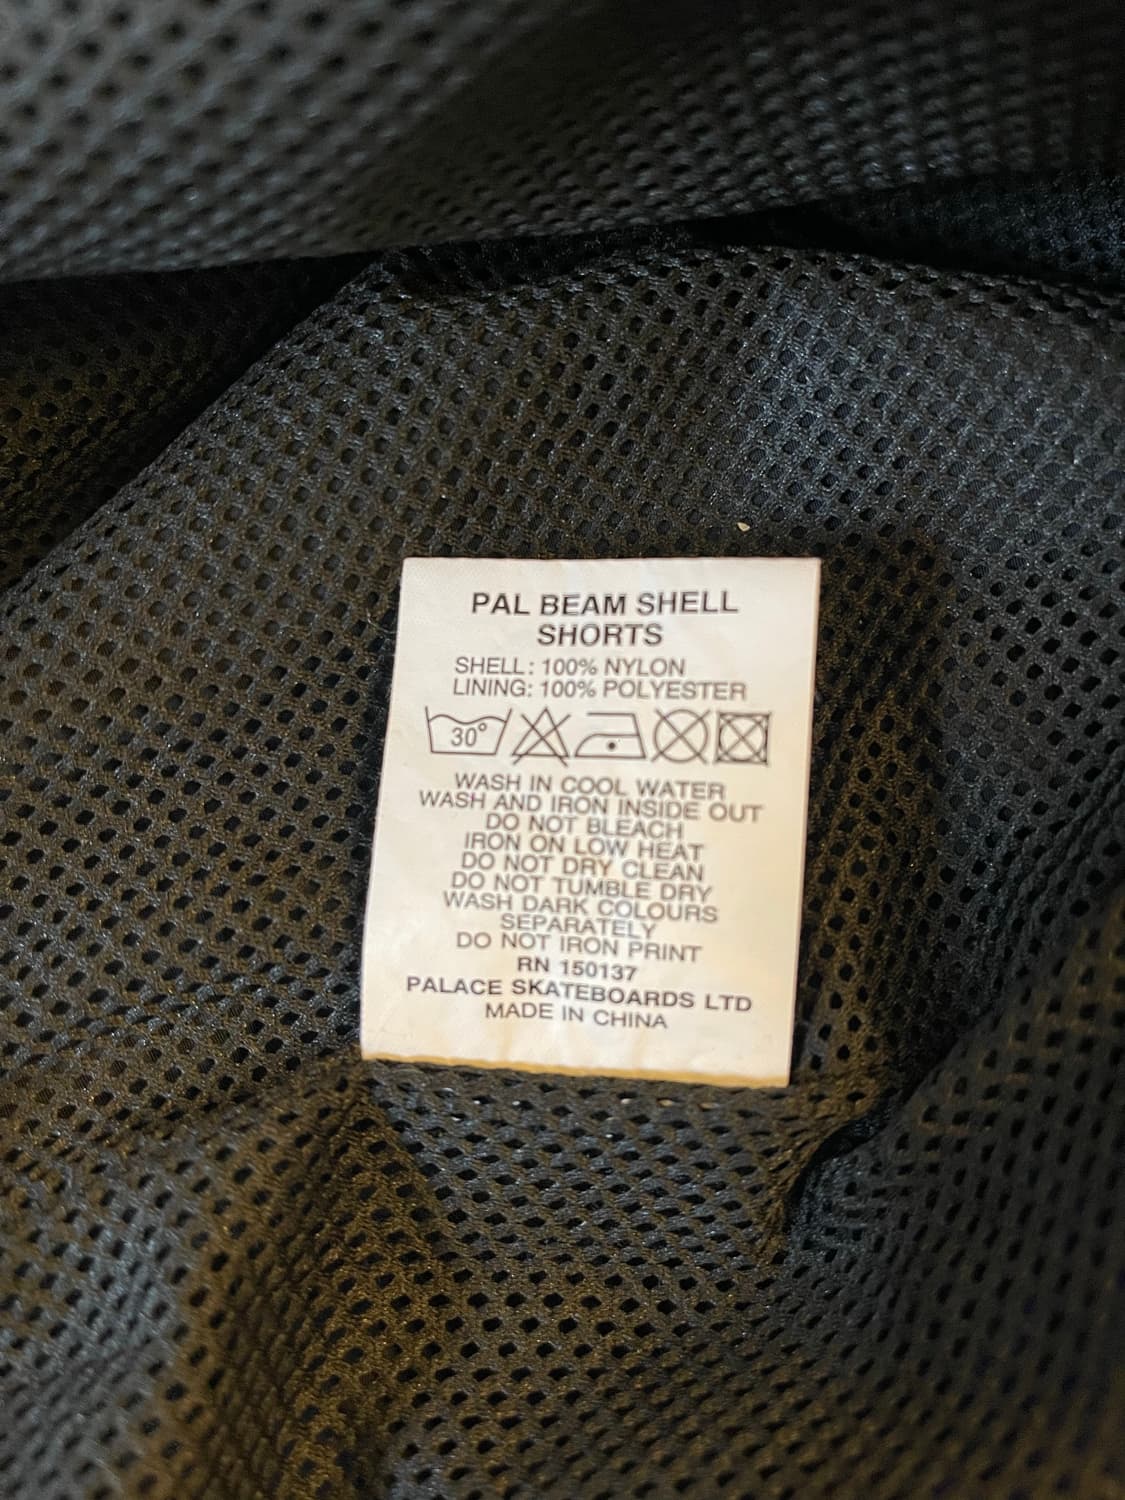 PAL BEAM SHELL
SHORTS
SHELL: 100% NYLON
LINING: 100% POLYESTER
30°
WASH IN COOL WATER
WASH AND IRON INSIDE OUT
DO NOT BLEACH
IRON ON LOW HEAT
DO NOT DRY CLEAN
DO NOT TUMBLE DRY
WASH DARK COLOURS
SEPARATELY
DO NOT IRON PRINT
RN 150137
PALACE SKATEBOARDS LTD
MADE IN CHINA